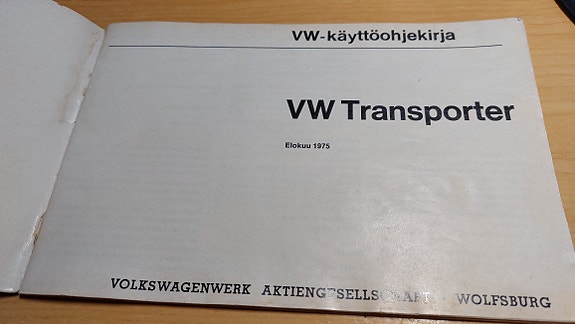 VW-käyttöohjekirja
VW Transporter
Elokuu 1975
VOLKSWAGENWERK AKTIENGESELLSCHAFT · WOLFSBURG